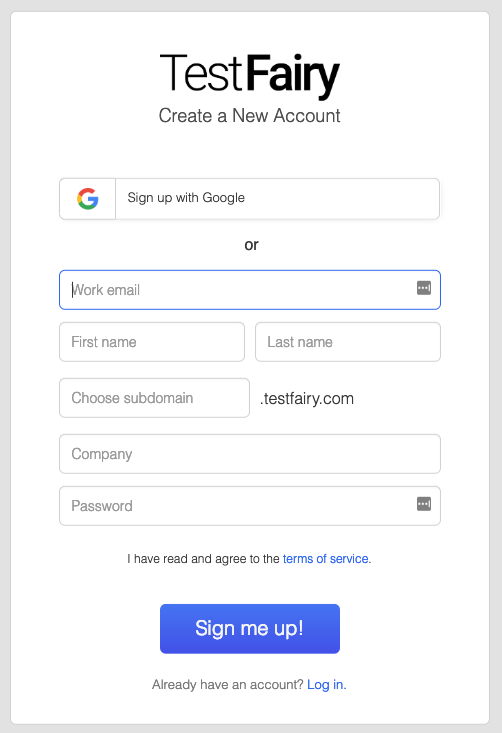 TestFairy
Create a New Account
Sign up with Google
or
Work email
First name Last name
Choose subdomain .testfairy.com
Company
Password
I have read and agree to the terms of service.
Sign me up!
Already have an account? Log in.